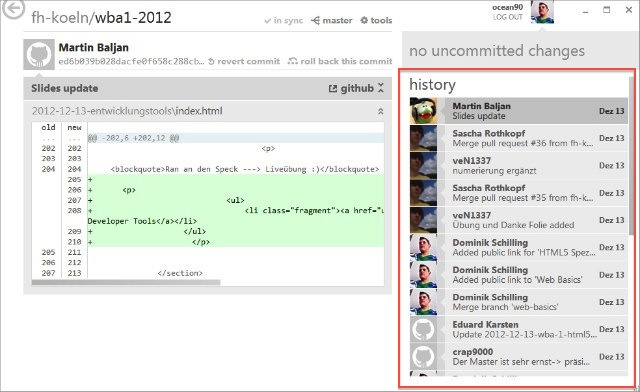 fh-koeln/wba1-2012
in sync
master
tools
ocean90
LOG OUT
Martin Baljan
ed6b039b028dacfe0f658c288cb...
revert commit
roll back this commit
Slides update
github
2012-12-13-entwicklungstools\index.html
old new
... ... @@ -202,6 +202,12 @@
202 202 <p>
203 203
204 204 <blockquote>Ran an den Speck ---> Liveübung :)</blockquote>
205 +
206 + <p>
207 + <ul>
208 + <li class="fragment"><a href="u
Developer Tools</a></li>
209 + </ul>
210 + </p>
205 211
206 212
207 213 </section>
no uncommitted changes
history
Martin Baljan
Slides update
Dez 13
Sascha Rothkopf
Merge pull request #36 from fh-k...
Dez 13
veN1337
numerierung ergänzt
Dez 13
Sascha Rothkopf
Merge pull request #35 from fh-k...
Dez 13
veN1337
Übung und Danke Folie added
Dez 13
Dominik Schilling
Added public link for 'HTML5 Spez...
Dez 13
Dominik Schilling
Added public link to 'Web Basics'
Dez 13
Dominik Schilling
Merge branch 'web-basics'
Dez 13
Eduard Karsten
Update 2012-12-13-wba-1-html5...
Dez 13
crap9000
Der Master ist sehr ernst-> präsi...
Dez 13